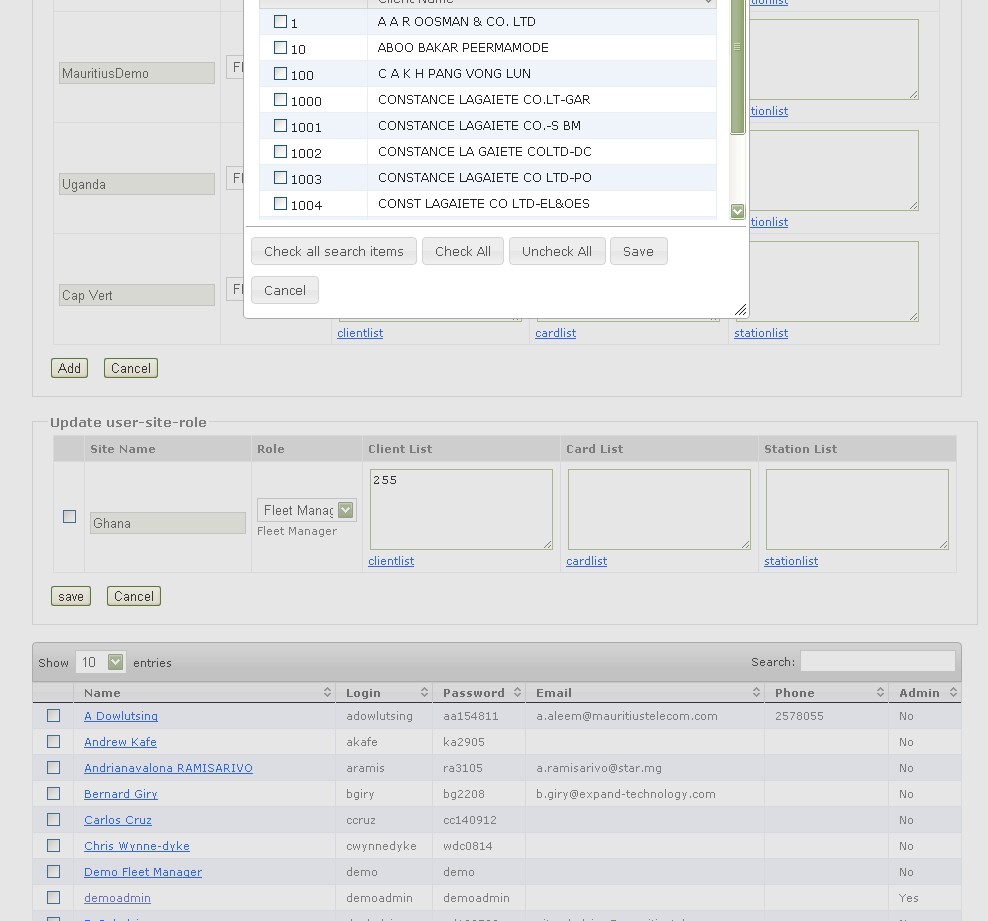 Client Name
tionlist
1 A A R OOSMAN & CO. LTD
10 ABOO BAKAR PEERMAMODE
MauritiusDemo Fl 100 C A K H PANG VONG LUN
1000 CONSTANCE LAGAIETE CO.LT-GAR
tionlist
1001 CONSTANCE LAGAIETE CO.-S BM
1002 CONSTANCE LA GAIETE COLTD-DC
Uganda Fl 1003 CONSTANCE LAGAIETE CO LTD-PO
1004 CONST LAGAIETE CO LTD-EL&OES
tionlist
Check all search items Check All Uncheck All Save
Cap Vert Fl Cancel
clientlist cardlist stationlist
Add Cancel
Update user-site-role
Site Name Role Client List Card List Station List
255
Ghana Fleet Manag
Fleet Manager
clientlist cardlist stationlist
save Cancel
Show 10 entries Search:
Name Login Password Email Phone Admin
A Dowlutsing adowlutsing aa154811 a.aleem@mauritiustelecom.com 2578055 No
Andrew Kafe akafe ka2905 No
Andrianavalona RAMISARIVO aramis ra3105 a.ramisarivo@star.mg No
Bernard Giry bgiry bg2208 b.giry@expand-technology.com No
Carlos Cruz ccruz cc140912 No
Chris Wynne-dyke cwynnedyke wdc0814 No
Demo Fleet Manager demo demo No
demoadmin demoadmin demoadmin Yes